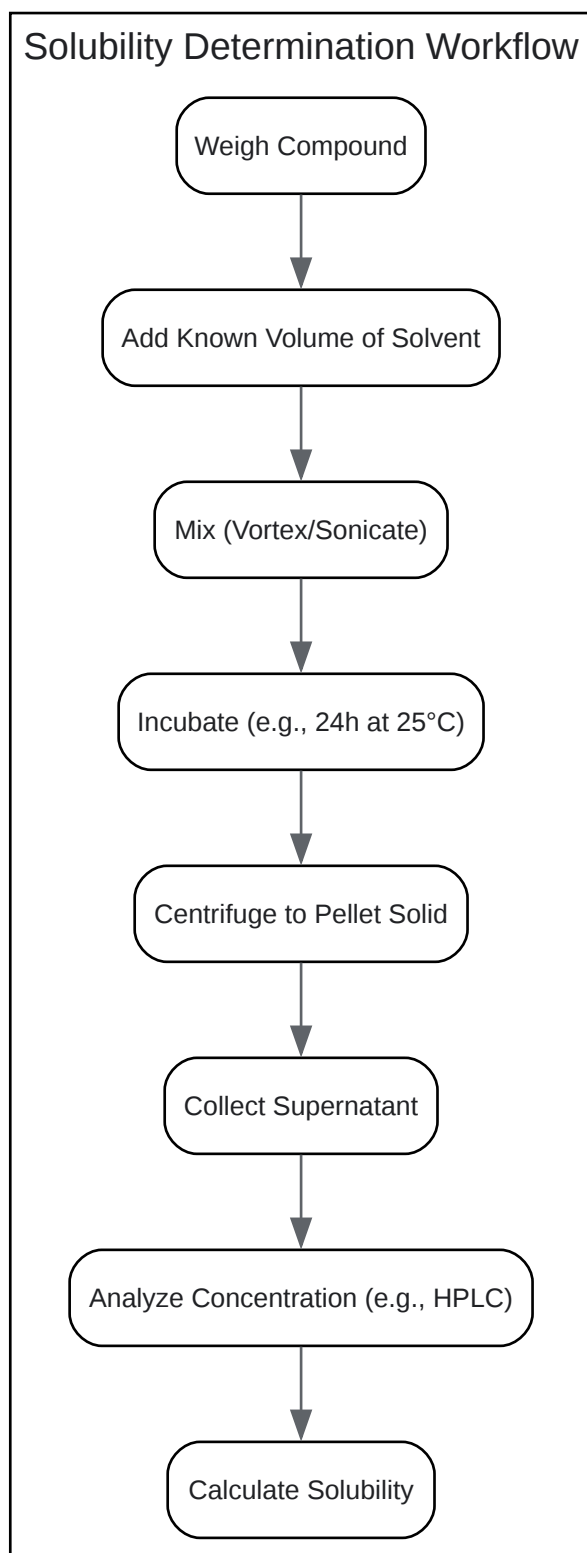 Solubility Determination Workflow
Weigh Compound
Add Known Volume of Solvent
Mix (Vortex/Sonicate)
Incubate (e.g., 24h at 25°C)
Centrifuge to Pellet Solid
Collect Supernatant
Analyze Concentration (e.g., HPLC)
Calculate Solubility